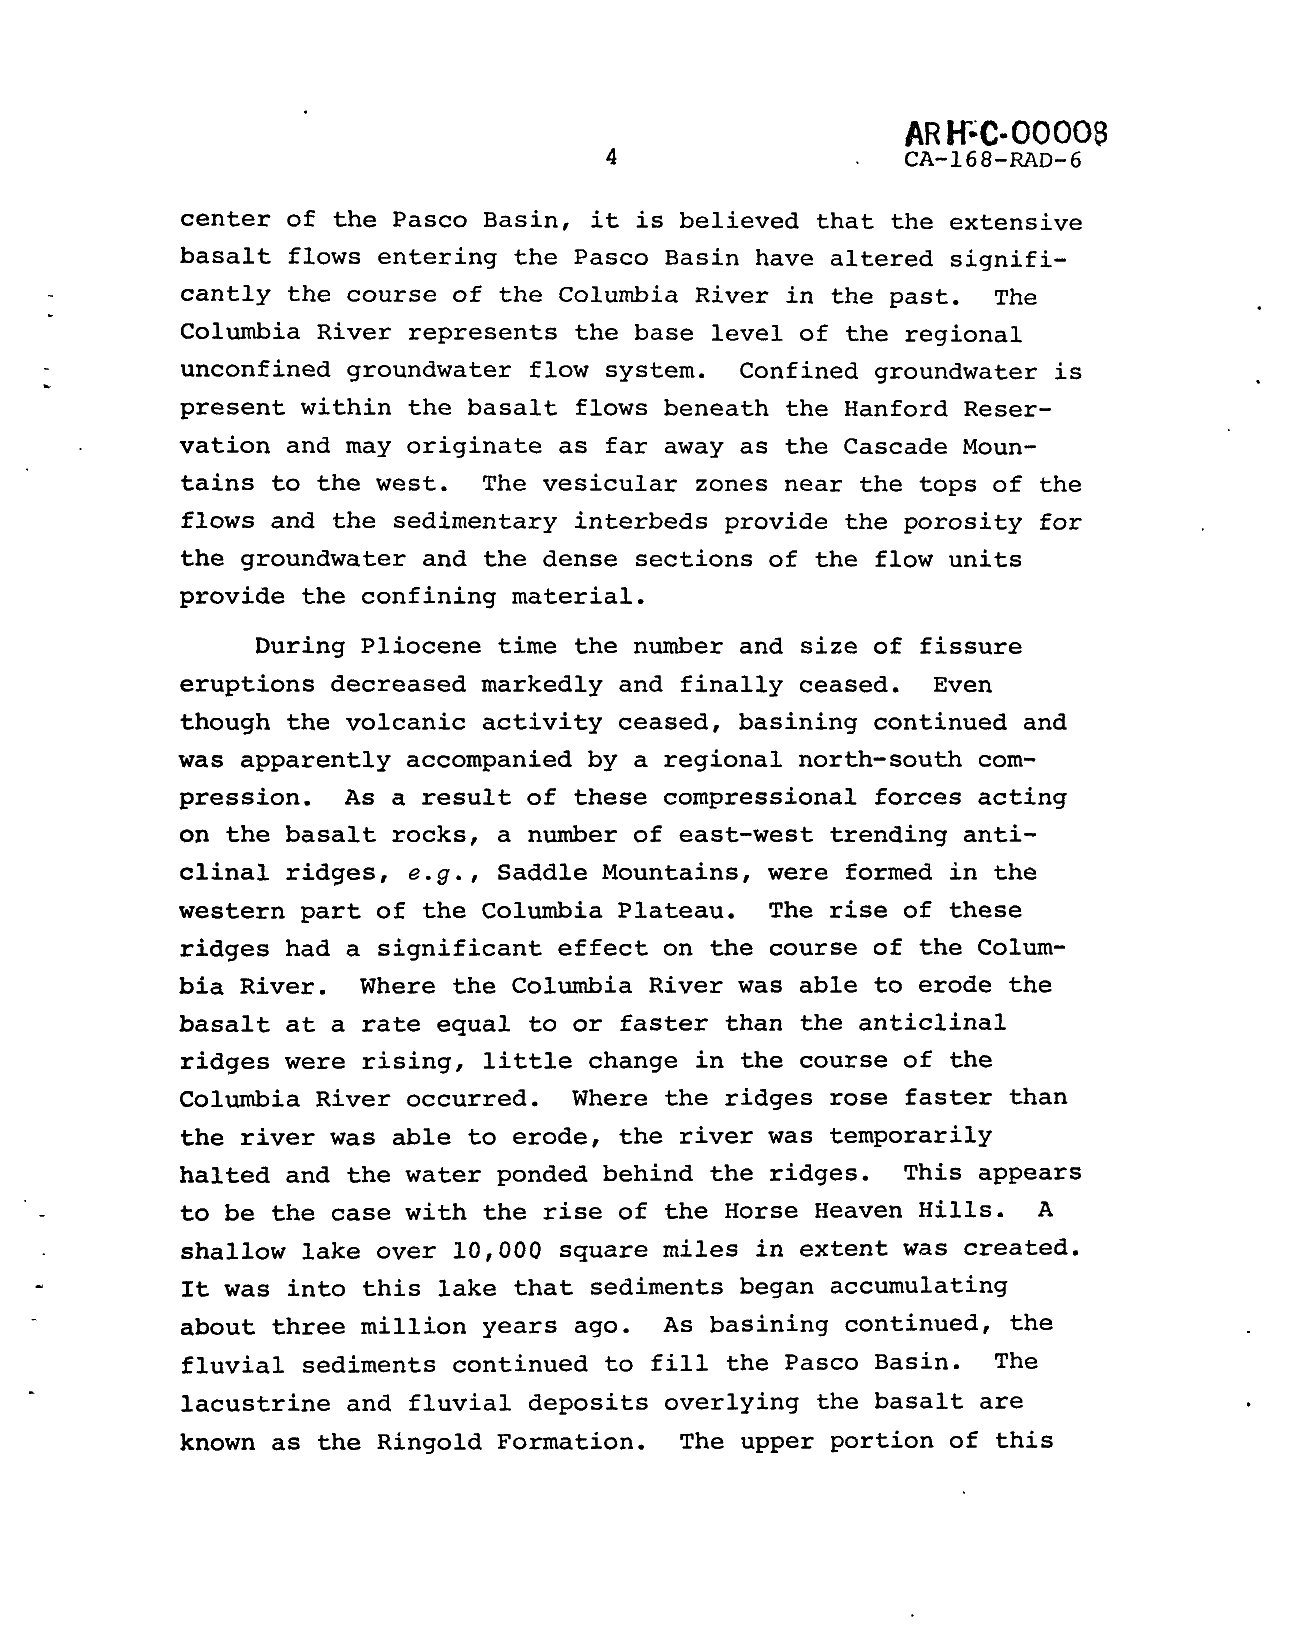 ARH-C-00008
4 CA-168-RAD-6
center of the Pasco Basin, it is believed that the extensive
basalt flows entering the Pasco Basin have altered signifi-
cantly the course of the Columbia River in the past. The
Columbia River represents the base level of the regional
unconfined groundwater flow system. Confined groundwater is
present within the basalt flows beneath the Hanford Reser-
vation and may originate as far away as the Cascade Moun-
tains to the west. The vesicular zones near the tops of the
flows and the sedimentary interbeds provide the porosity for
the groundwater and the dense sections of the flow units
provide the confining material.
During Pliocene time the number and size of fissure
eruptions decreased markedly and finally ceased. Even
though the volcanic activity ceased, basining continued and
was apparently accompanied by a regional north-south com-
pression. As a result of these compressional forces acting
on the basalt rocks, a number of east-west trending anti-
clinal ridges, e.g., Saddle Mountains, were formed in the
western part of the Columbia Plateau. The rise of these
ridges had a significant effect on the course of the Colum-
bia River. Where the Columbia River was able to erode the
basalt at a rate equal to or faster than the anticlinal
ridges were rising, little change in the course of the
Columbia River occurred. Where the ridges rose faster than
the river was able to erode, the river was temporarily
halted and the water ponded behind the ridges. This appears
to be the case with the rise of the Horse Heaven Hills. A
shallow lake over 10,000 square miles in extent was created.
It was into this lake that sediments began accumulating
about three million years ago. As basining continued, the
fluvial sediments continued to fill the Pasco Basin. The
lacustrine and fluvial deposits overlying the basalt are
known as the Ringold Formation. The upper portion of this